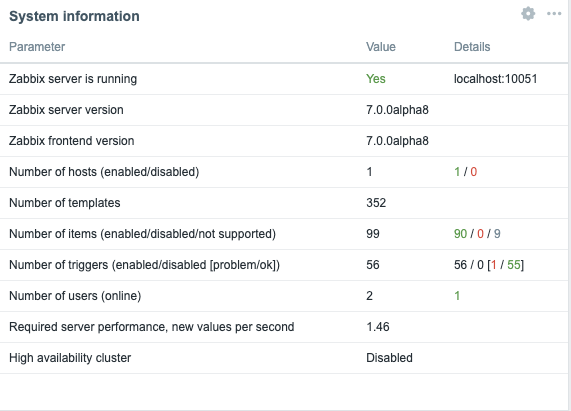 System information
Parameter Value Details
Zabbix server is running Yes localhost:10051
Zabbix server version 7.0.0alpha8
Zabbix frontend version 7.0.0alpha8
Number of hosts (enabled/disabled) 1 1 / 0
Number of templates 352
Number of items (enabled/disabled/not supported) 99 90 / 0 / 9
Number of triggers (enabled/disabled [problem/ok]) 56 56 / 0 [1 / 55]
Number of users (online) 2 1
Required server performance, new values per second 1.46
High availability cluster Disabled